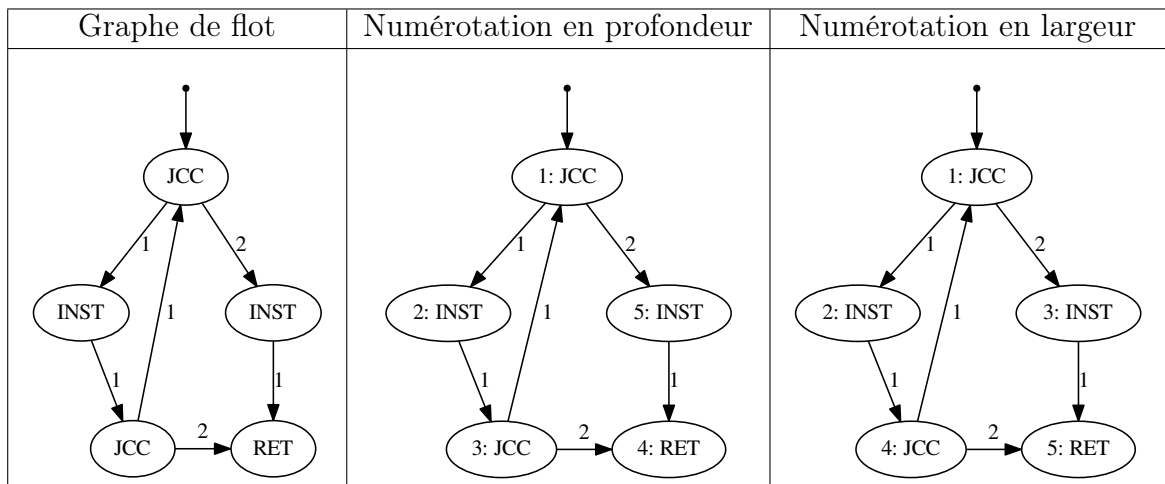 Graphe de flot
Numérotation en profondeur
Numérotation en largeur
JCC
1
2
INST
INST
1
1
1
JCC
2
RET
1: JCC
1
2
2: INST
5: INST
1
1
1
3: JCC
2
4: RET
1: JCC
1
2
2: INST
3: INST
1
1
1
4: JCC
2
5: RET